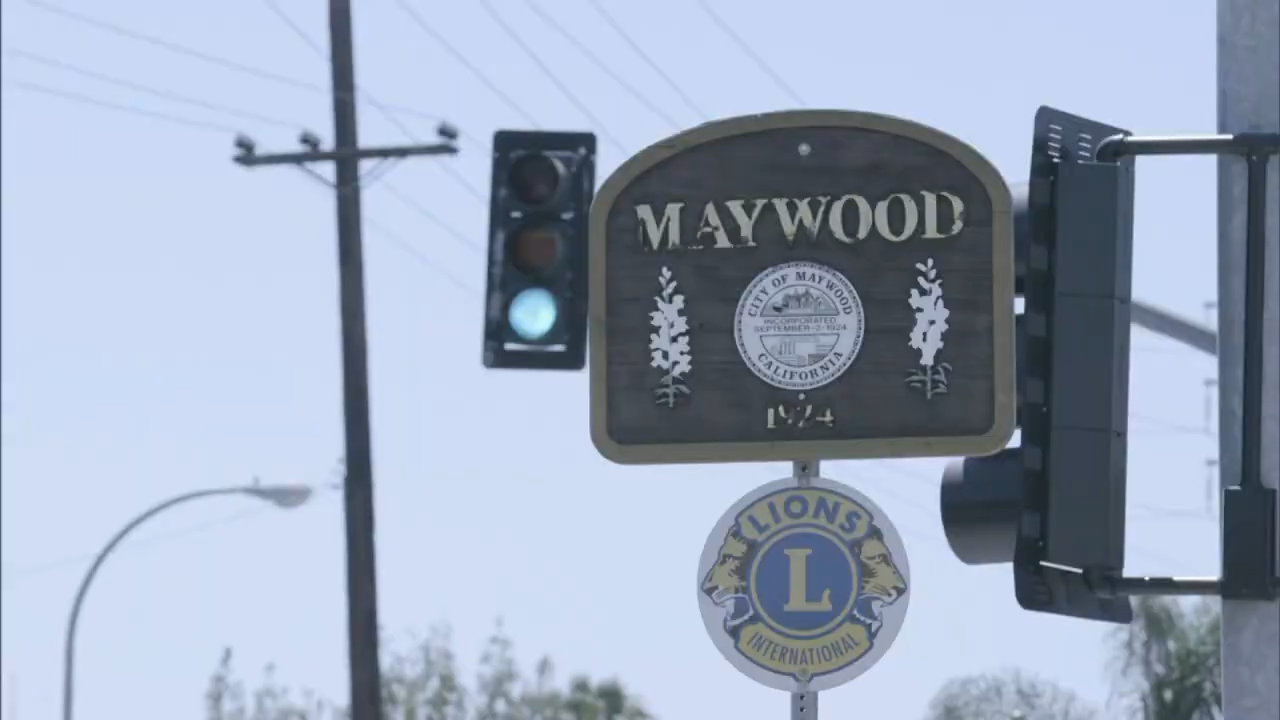 MAYWOOD
CITY OF MAYWOOD
INCORPORATED
SEPTEMBER-2-1924
CALIFORNIA
1924
LIONS
L
INTERNATIONAL